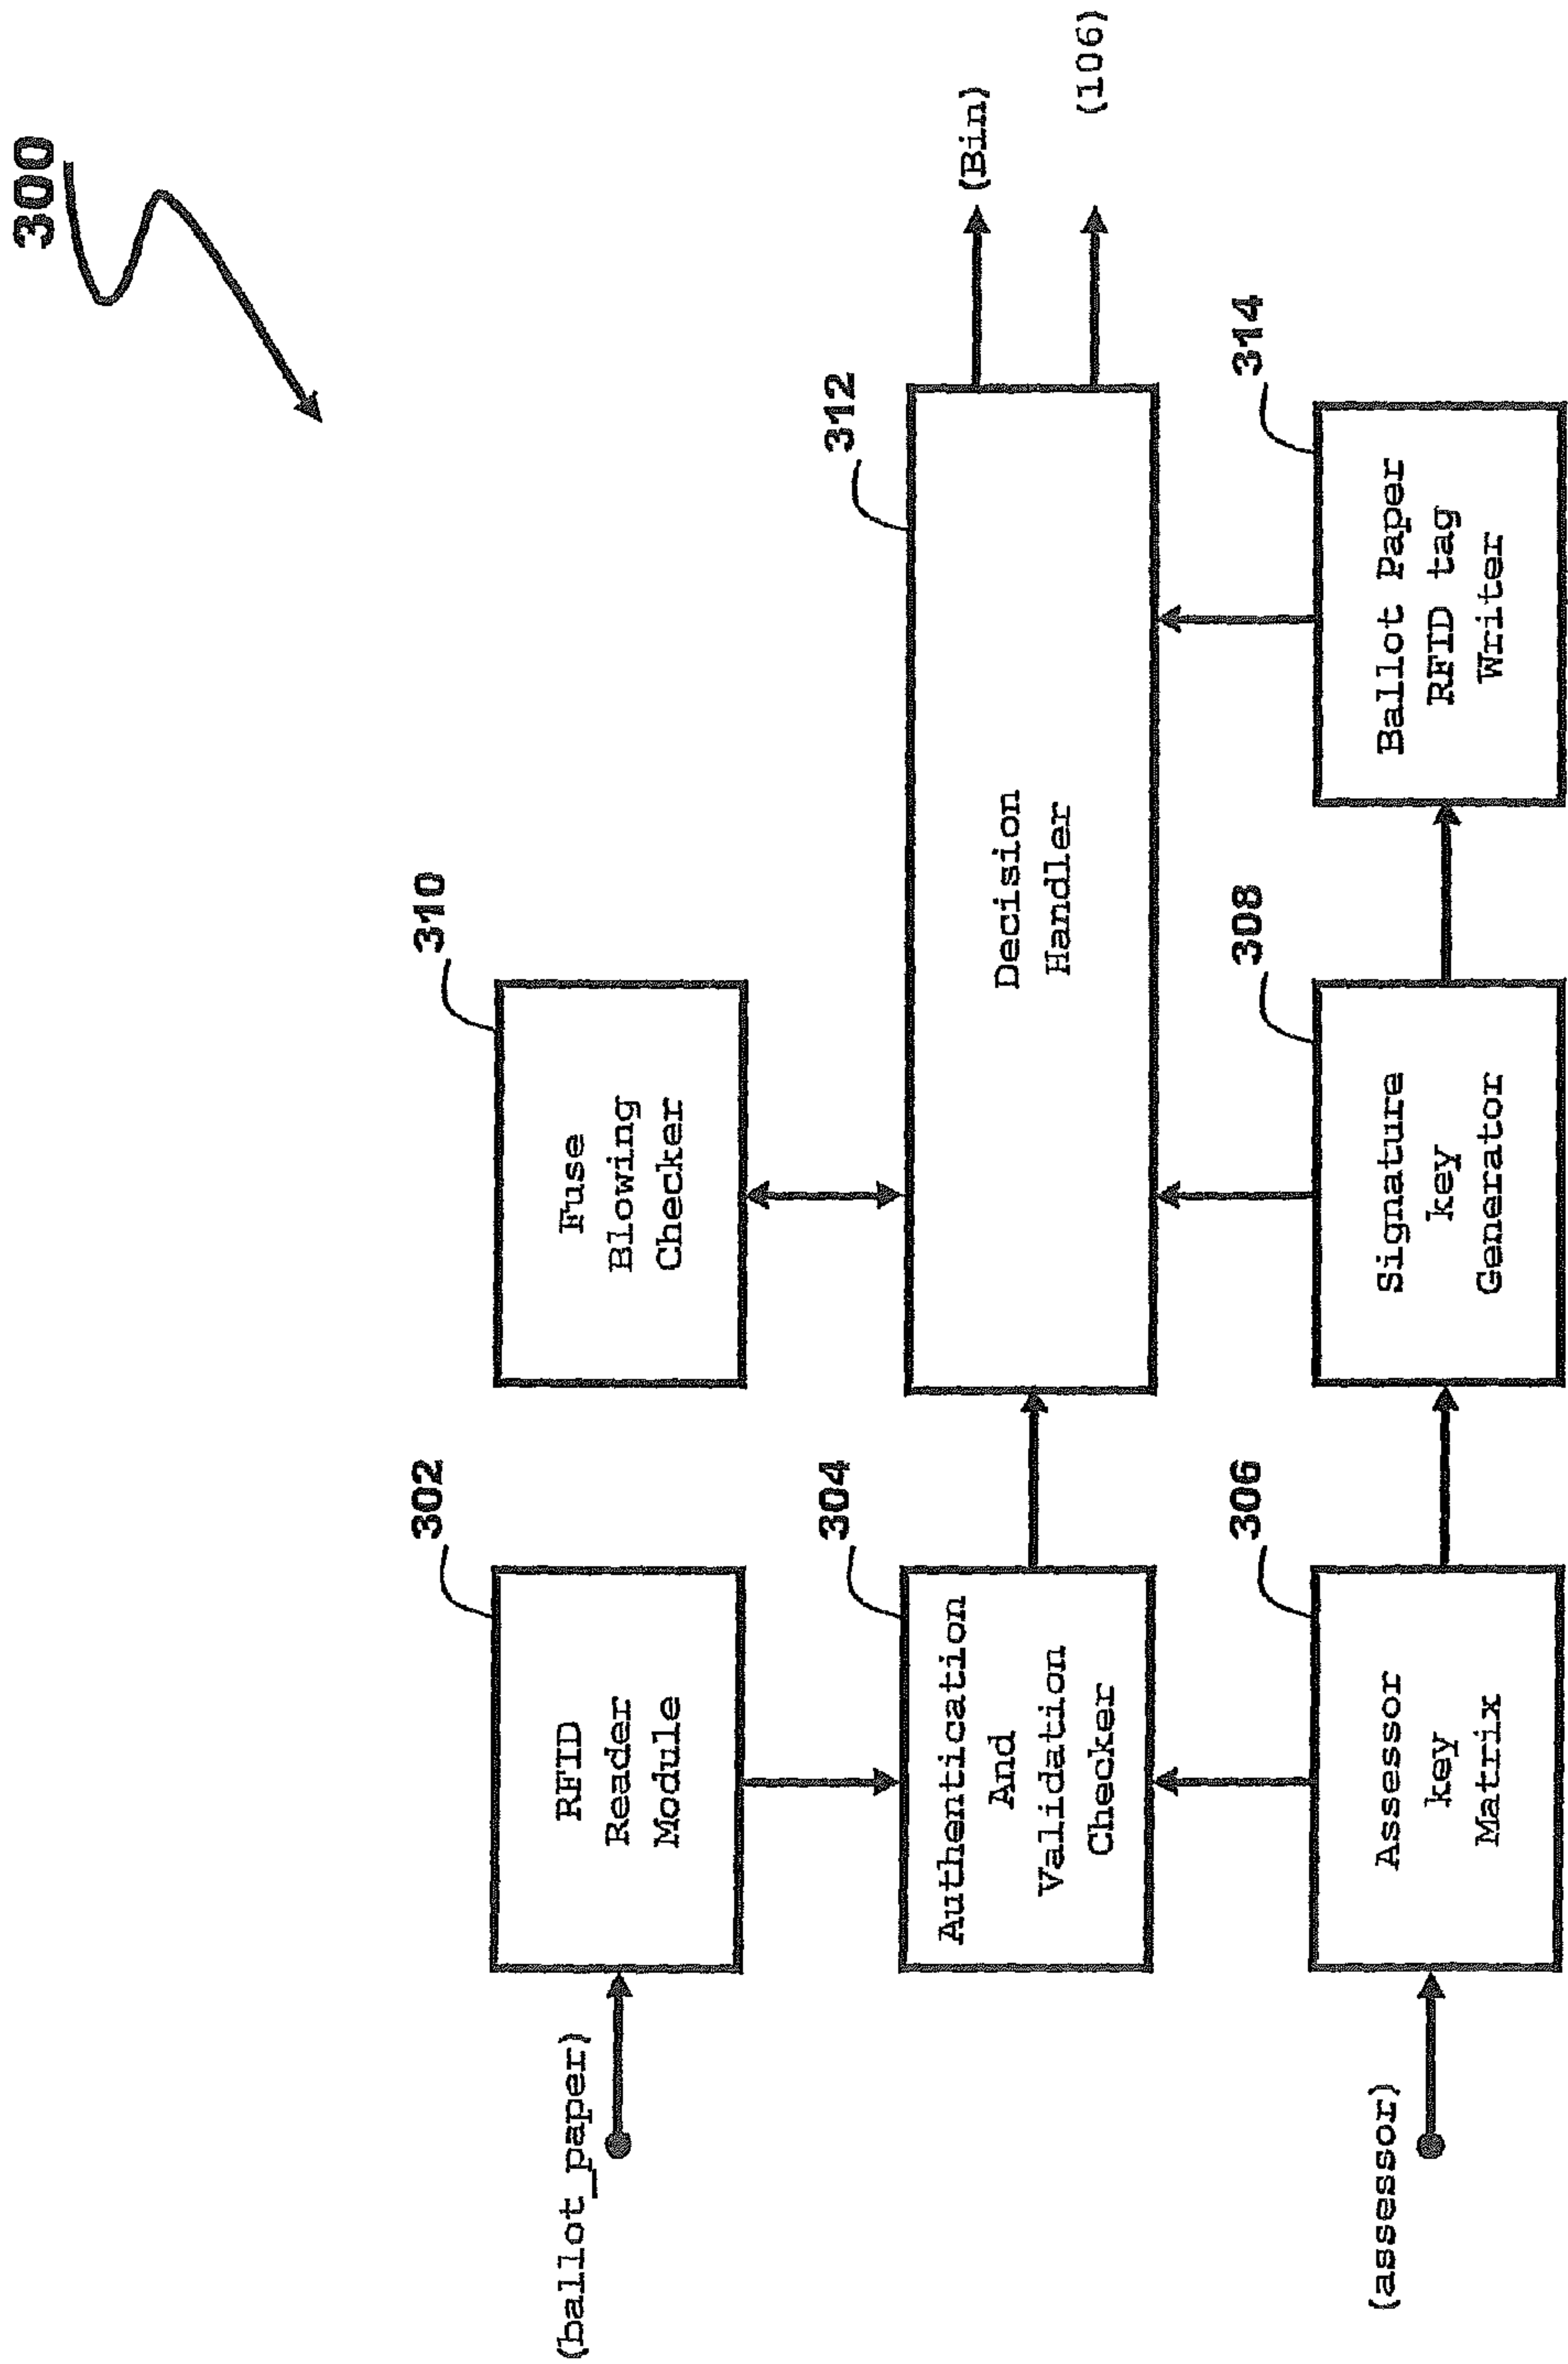 300
302
RFID
Reader
Module
(ballot_paper)
310
Fuse
Blowing
Checker
304
Authentication
And
Validation
Checker
312
Decision
Handler
(Bin)
(106)
306
Assessor
key
Matrix
(assessor)
308
Signature
key
Generator
314
Ballot Paper
RFID tag
Writer